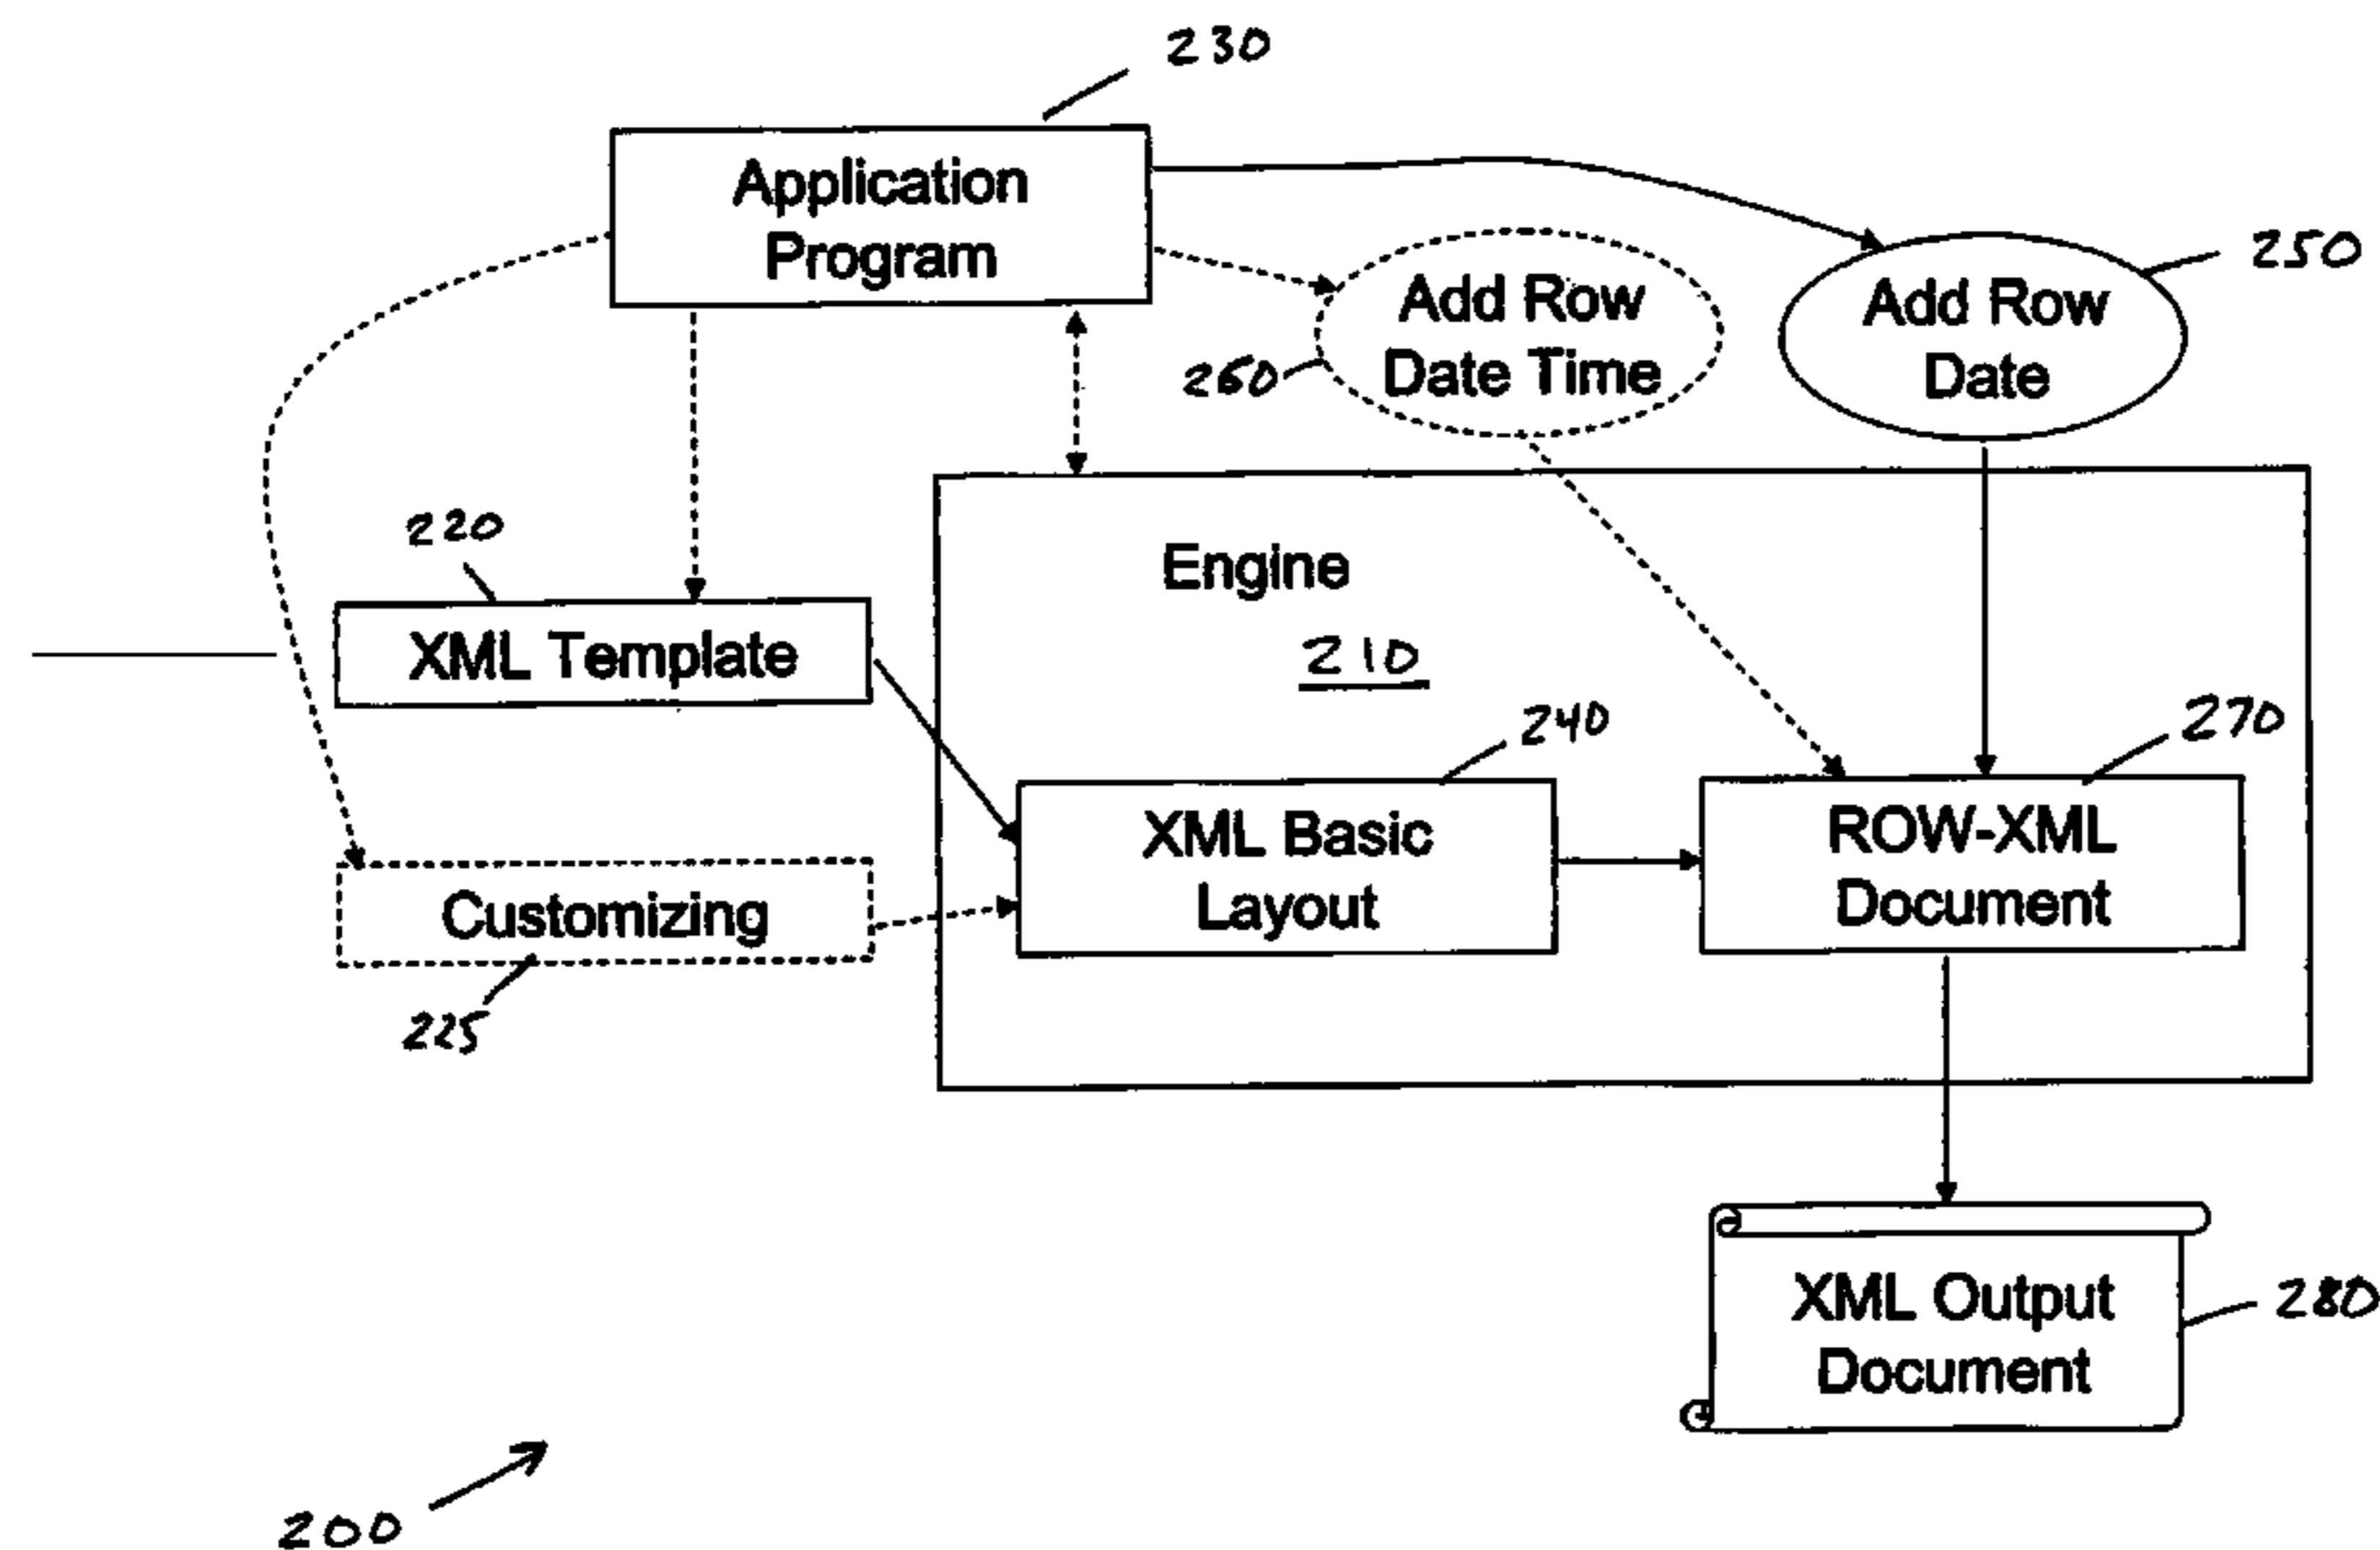 230
Application
Program
250
Add Row
Date Time
Add Row
Date
260
220
Engine
XML Template
210
240
270
XML Basic
Layout
ROW-XML
Document
Customizing
225
XML Output
Document
280
200